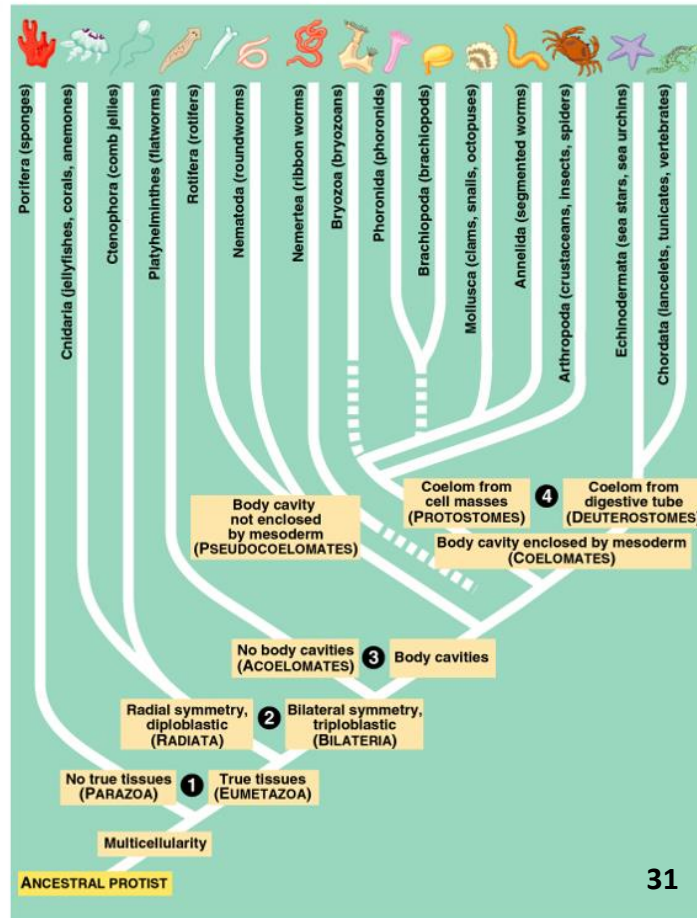 Porifera (sponges)
Cnidaria (jellyfishes, corals, anemones)
Ctenophora (comb jellies)
Platyhelminthes (flatworms)
Rotifera (rotifers)
Nematoda (roundworms)
Nemertea (ribbon worms)
Bryozoa (bryozoans)
Phoronida (phoronids)
Brachiopoda (brachiopods)
Mollusca (clams, snails, octopuses)
Annelida (segmented worms)
Arthropoda (crustaceans, insects, spiders)
Echinodermata (sea stars, sea urchins)
Chordata (lancelets, tunicates, vertebrates)
Body cavity
not enclosed
by mesoderm
(PSEUDOCOELOMATES)
Coelom from
cell masses
(PROTOSTOMES)
4
Coelom from
digestive tube
(DEUTEROSTOMES)
Body cavity enclosed by mesoderm
(COELOMATES)
No body cavities
(ACOELOMATES)
3
Body cavities
Radial symmetry,
diploblastic
(RADIATA)
2
Bilateral symmetry,
triploblastic
(BILATERIA)
No true tissues
(PARAZOA)
1
True tissues
(EUMETAZOA)
Multicellularity
ANCESTRAL PROTIST
31